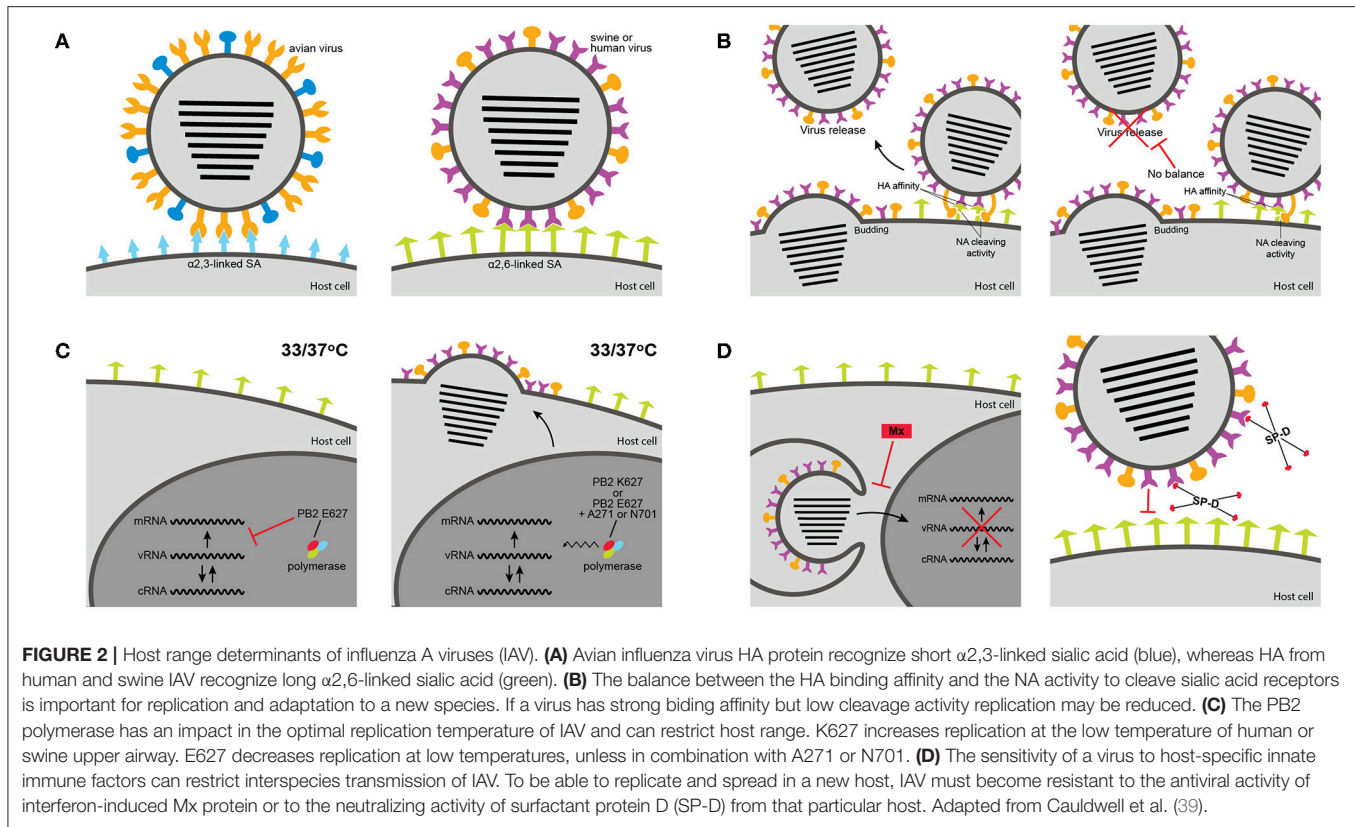 A
avian virus
α2,3-linked SA
Host cell
swine or
human virus
α2,6-linked SA
Host cell
B
Virus release
HA affinity
Budding
NA cleaving
activity
Host cell
Virus release
No balance
HA affinity
Budding
NA cleaving
activity
Host cell
C
33/37°C
Host cell
PB2 E627
mRNA
vRNA
polymerase
cRNA
33/37°C
Host cell
PB2 K627
or
PB2 E627
+ A271 or N701
mRNA
vRNA
polymerase
cRNA
D
Host cell
Mx
mRNA
vRNA
cRNA
SP-D
SP-D
Host cell
FIGURE 2 | Host range determinants of influenza A viruses (IAV). (A) Avian influenza virus HA protein recognize short α2,3-linked sialic acid (blue), whereas HA from
human and swine IAV recognize long α2,6-linked sialic acid (green). (B) The balance between the HA binding affinity and the NA activity to cleave sialic acid receptors
is important for replication and adaptation to a new species. If a virus has strong biding affinity but low cleavage activity replication may be reduced. (C) The PB2
polymerase has an impact in the optimal replication temperature of IAV and can restrict host range. K627 increases replication at the low temperature of human or
swine upper airway. E627 decreases replication at low temperatures, unless in combination with A271 or N701. (D) The sensitivity of a virus to host-specific innate
immune factors can restrict interspecies transmission of IAV. To be able to replicate and spread in a new host, IAV must become resistant to the antiviral activity of
interferon-induced Mx protein or to the neutralizing activity of surfactant protein D (SP-D) from that particular host. Adapted from Cauldwell et al. (39).